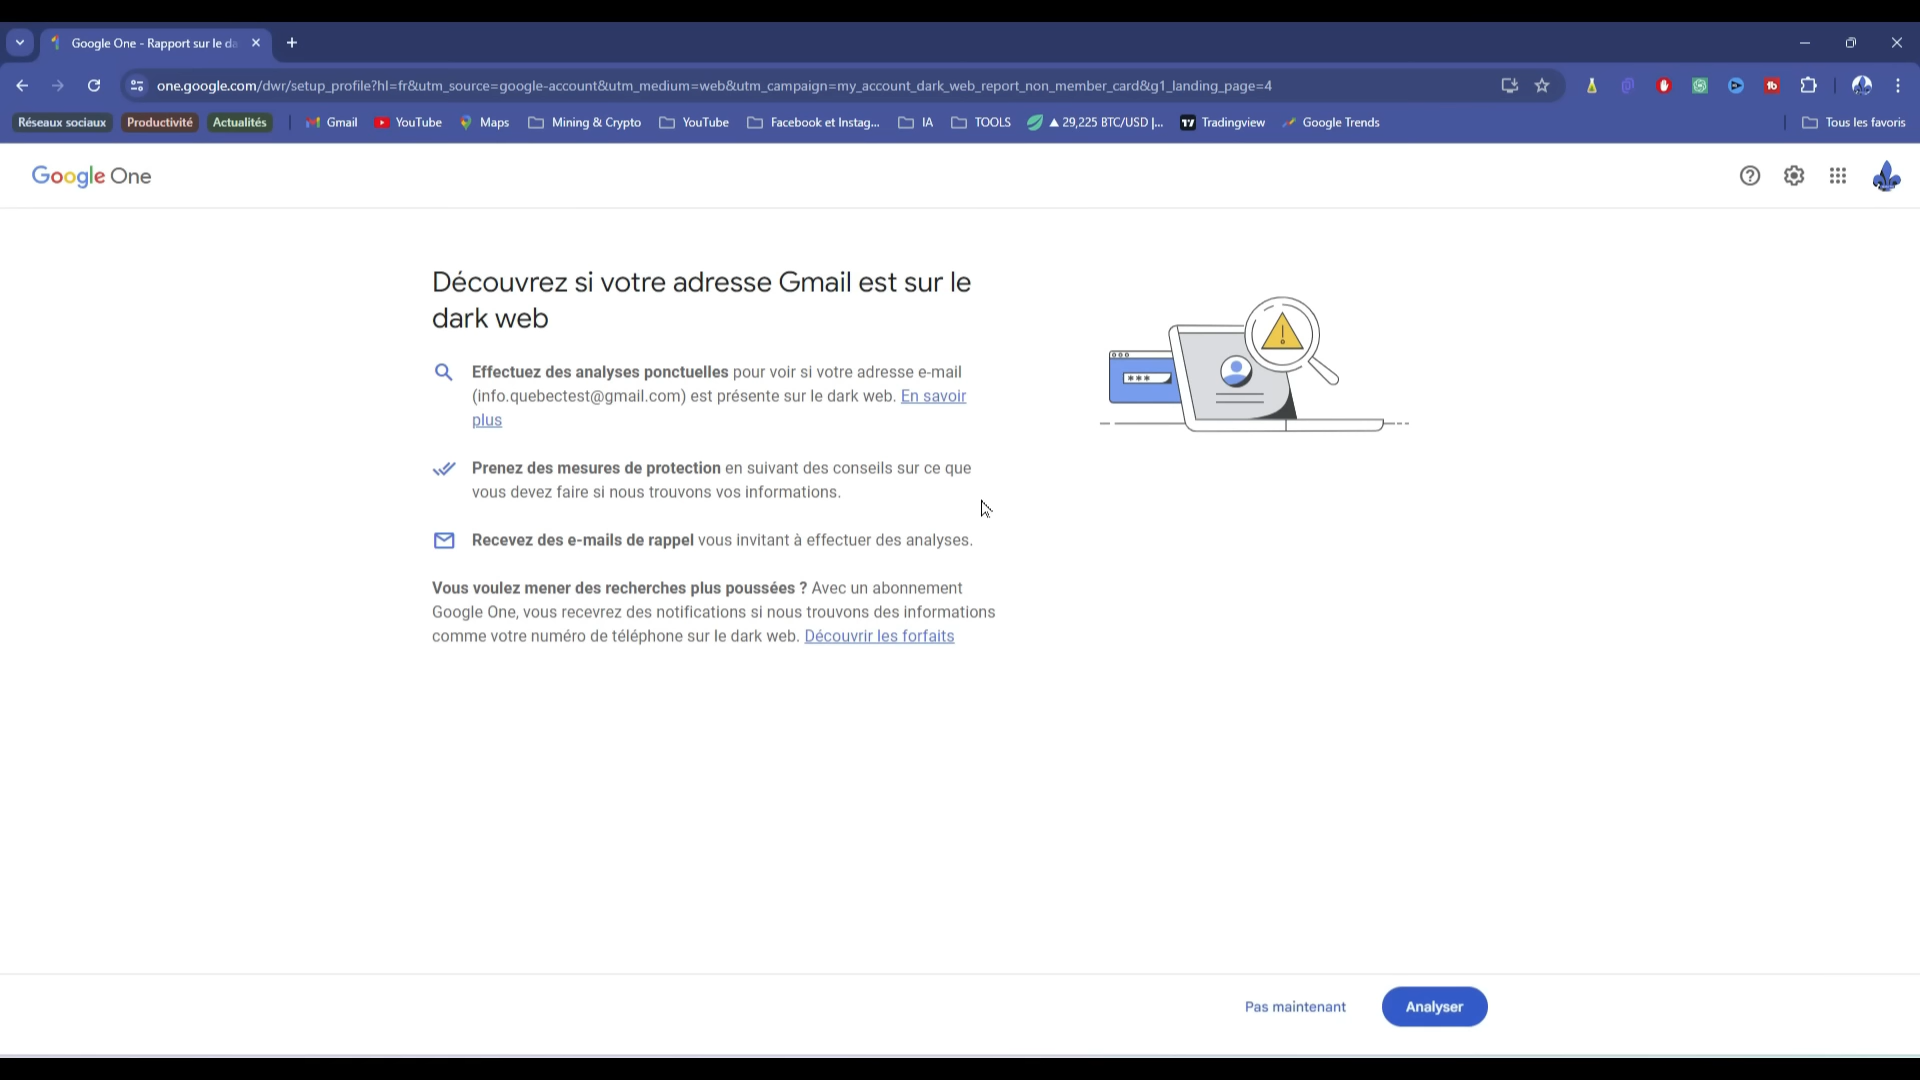 Google One - Rapport sur le da
one.google.com/dwr/setup_profile?hl=fr&utm_source=google-account&utm_medium=web&utm_campaign=my_account_dark_web_report_non_member_card&g1_landing_page=4
Réseaux sociaux Productivité Actualités Gmail YouTube Maps Mining & Crypto YouTube Facebook et Instag... IA TOOLS ▲ 29,225 BTC/USD |... Tradingview Google Trends Tous les favoris
Google One
Découvrez si votre adresse Gmail est sur le
dark web
Effectuez des analyses ponctuelles pour voir si votre adresse e-mail
(info.quebectest@gmail.com) est présente sur le dark web. En savoir
plus
Prenez des mesures de protection en suivant des conseils sur ce que
vous devez faire si nous trouvons vos informations.
Recevez des e-mails de rappel vous invitant à effectuer des analyses.
Vous voulez mener des recherches plus poussées ? Avec un abonnement
Google One, vous recevrez des notifications si nous trouvons des informations
comme votre numéro de téléphone sur le dark web. Découvrir les forfaits
***
Pas maintenant Analyser